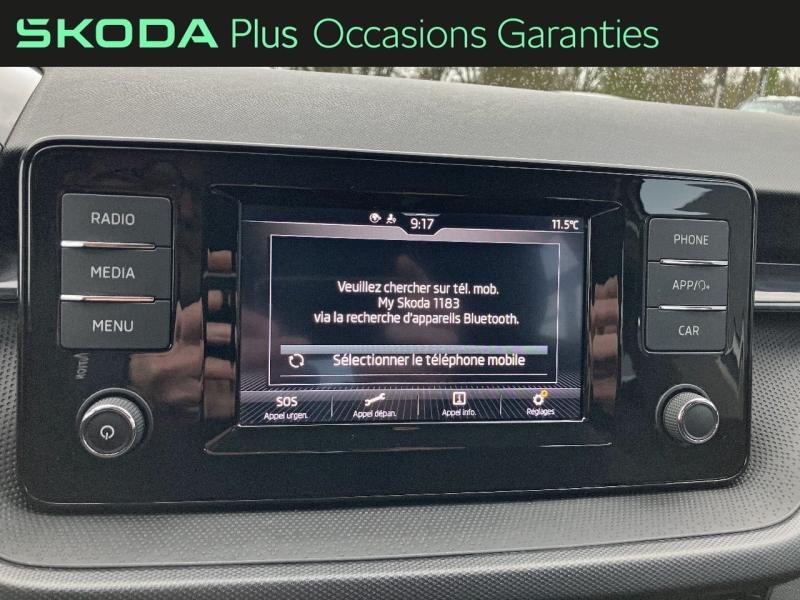 SKODA Plus Occasions Garanties
RADIO
MEDIA
MENU
9:17
11.5°C
Veuillez chercher sur tél. mob.
My Skoda 1183
via la recherche d'appareils Bluetooth.
Sélectionner le téléphone mobile
SOS
Appel urgen.
Appel dépan.
Appel info.
Réglages
PHONE
APP/
CAR